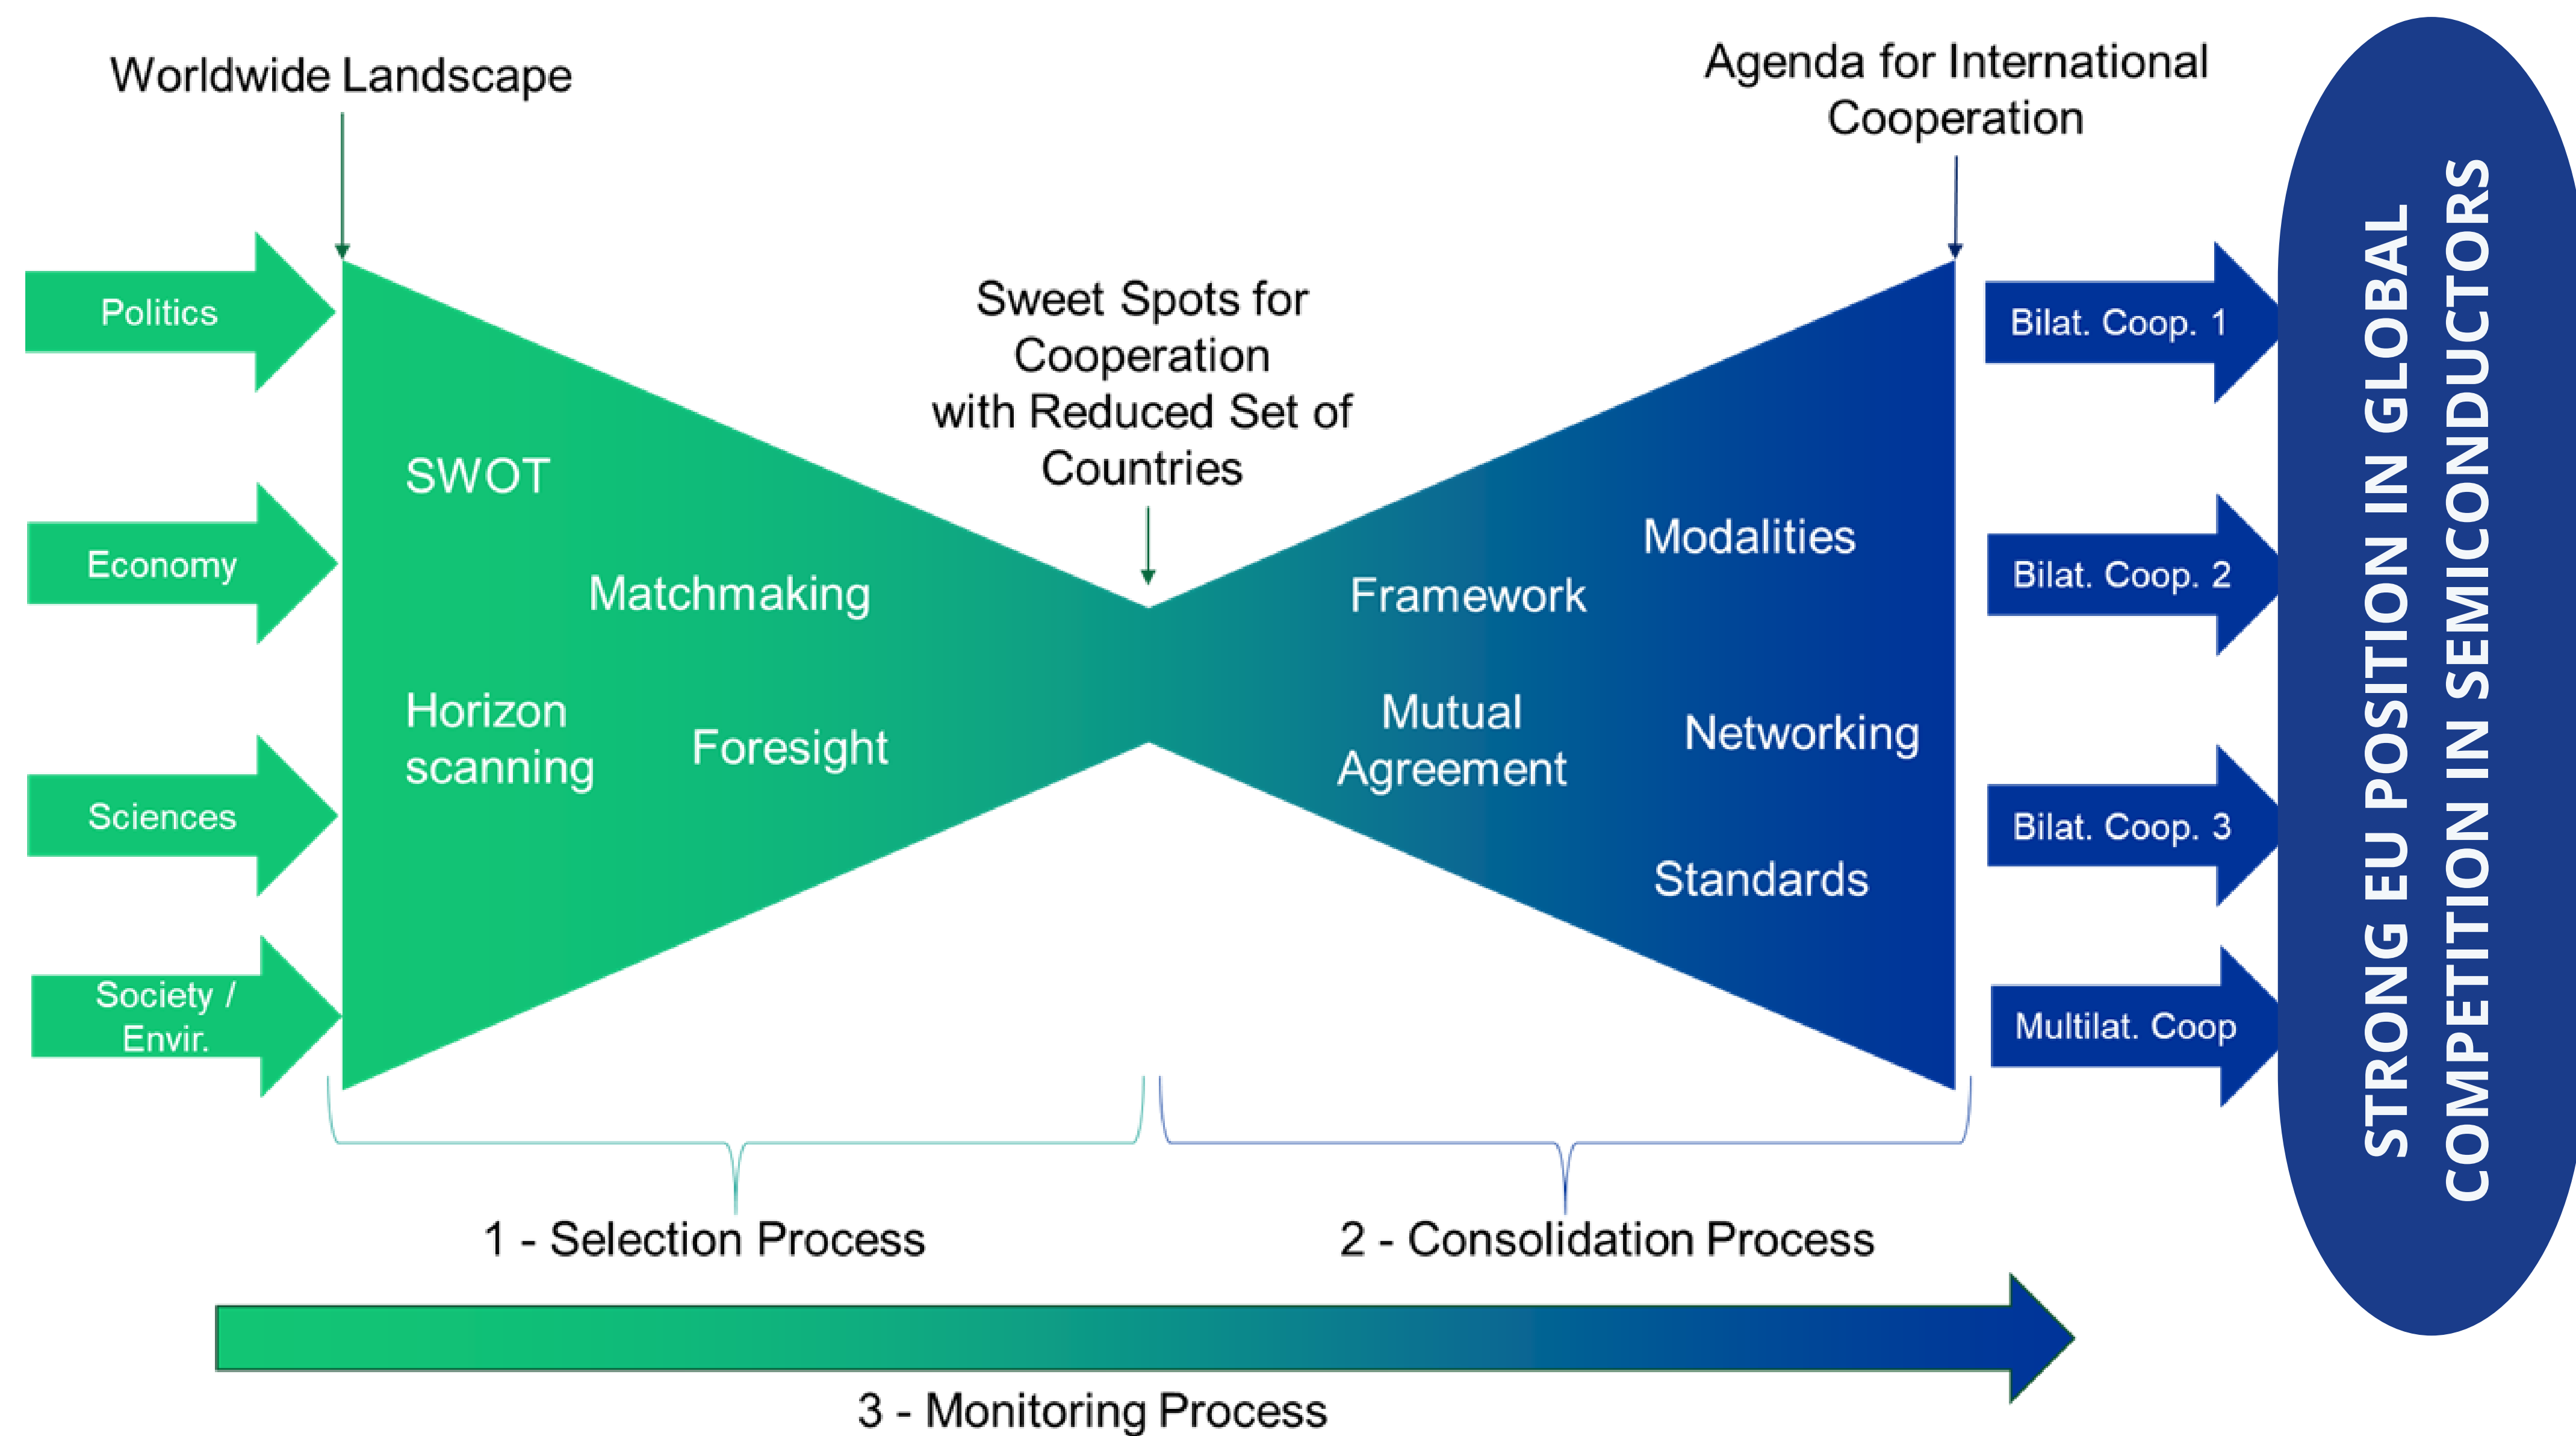 Worldwide Landscape
Agenda for International
Cooperation
Sweet Spots for
Cooperation
with Reduced Set of
Countries
Politics
Economy
Sciences
Society /
Envir.
SWOT
Matchmaking
Horizon
scanning
Foresight
Framework
Modalities
Mutual
Agreement
Networking
Standards
Bilat. Coop. 1
Bilat. Coop. 2
Bilat. Coop. 3
Multilat. Coop
STRONG EU POSITION IN GLOBAL
COMPETITION IN SEMICONDUCTORS
1 - Selection Process
2 - Consolidation Process
3 - Monitoring Process